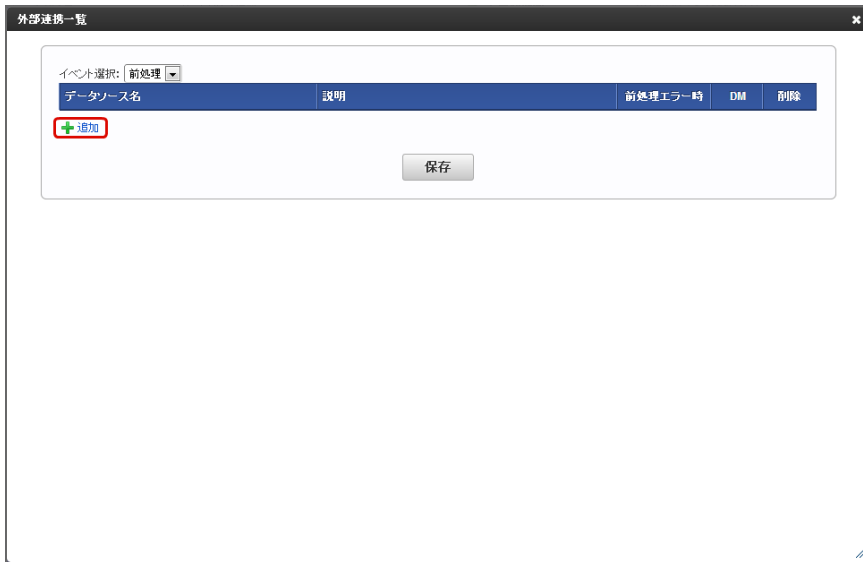 外部連携一覧
イベント選択: 前処理
データソース名 説明 前処理エラー時 DM 削除
追加
保存